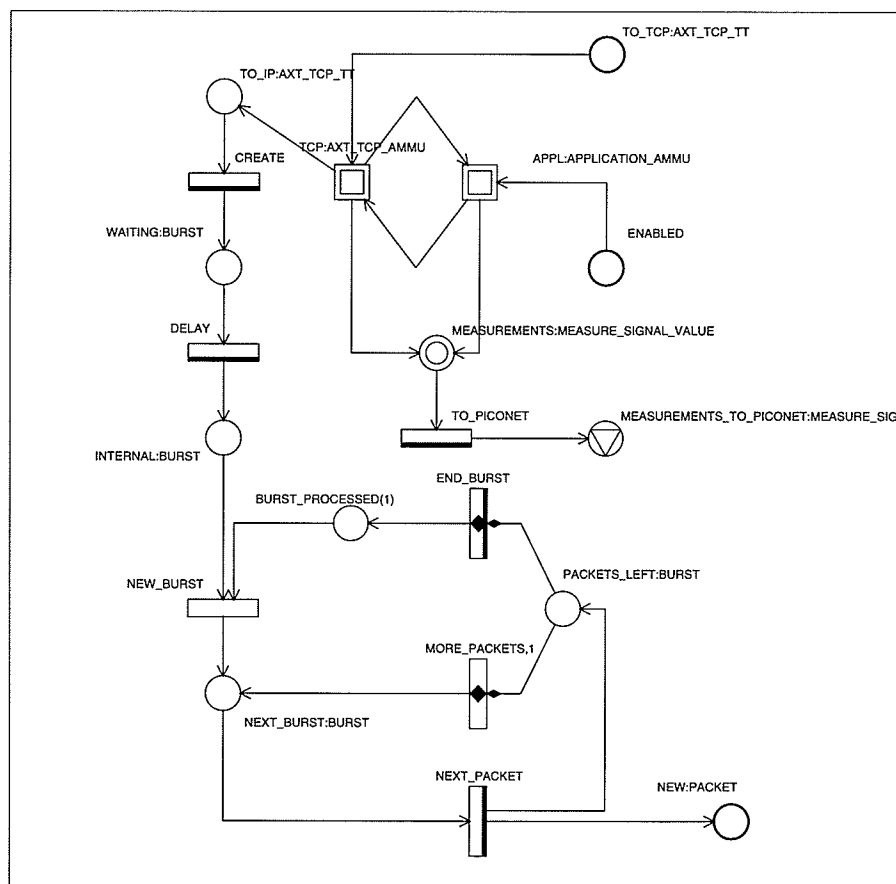 TO_TCP:AXT_TCP_TT
TO_IP:AXT_TCP_TT
TCP:AXT_TCP_AMMU
CREATE
APPL:APPLICATION_AMMU
WAITING:BURST
ENABLED
DELAY
MEASUREMENTS:MEASURE_SIGNAL_VALUE
TO_PICONET
MEASUREMENTS_TO_PICONET:MEASURE_SIG
INTERNAL:BURST
END_BURST
BURST_PROCESSED(1)
PACKETS_LEFT:BURST
NEW_BURST
MORE_PACKETS,1
NEXT_BURST:BURST
NEXT_PACKET
NEW:PACKET